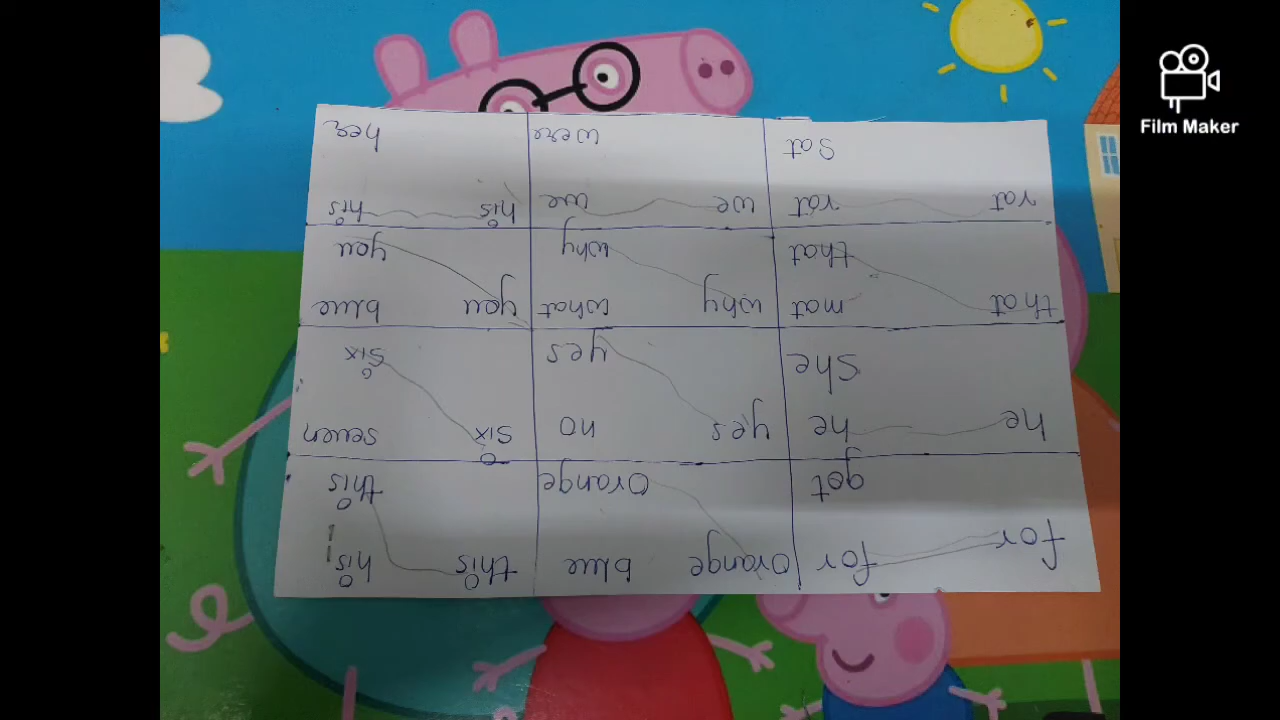 for for Orange blue this his
got Orange this
he he yes no six seven
She yes six
that mat why what you blue
that why you
rat rat we we his his
Sat were her
Film Maker